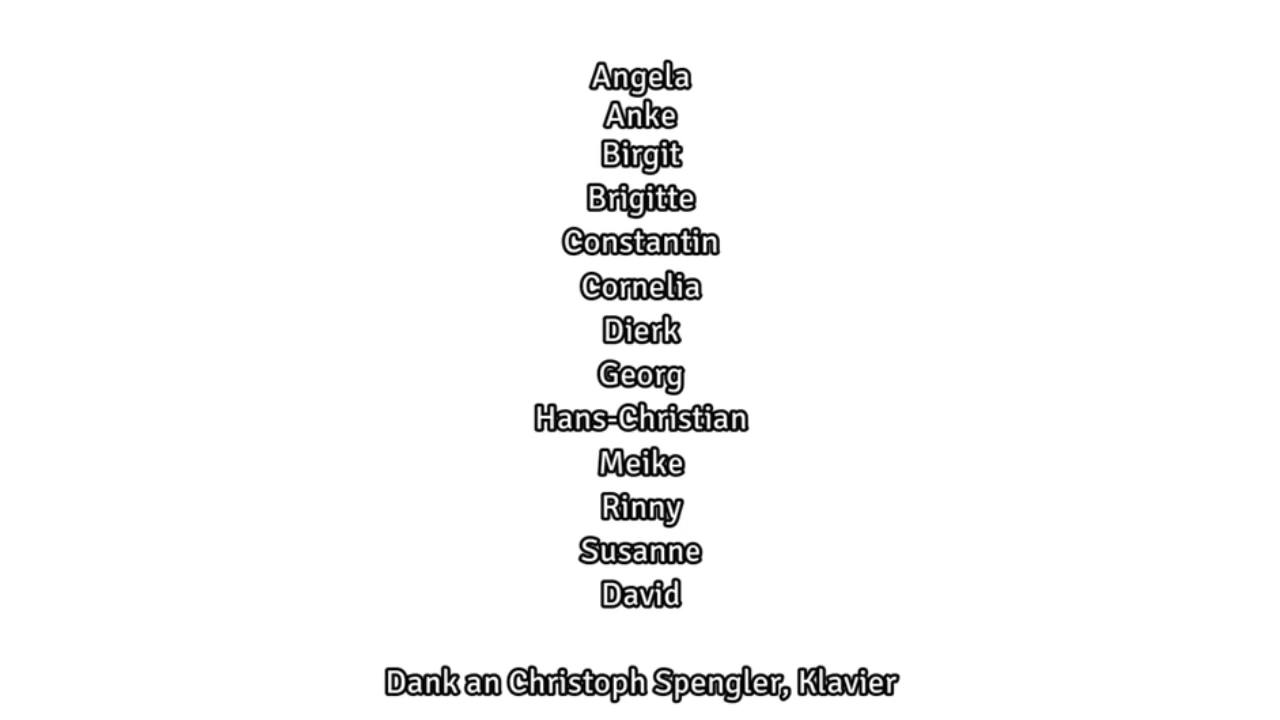 Angela
Anke
Birgit
Brigitte
Constantin
Cornelia
Dierk
Georg
Hans-Christian
Meike
Rinny
Susanne
David
Dank an Christoph Spengler, Klavier